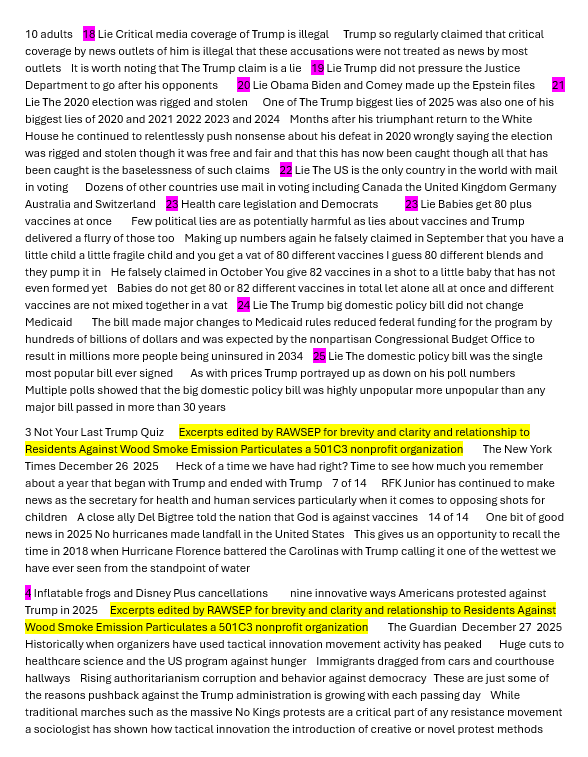 10 adults 18 Lie Critical media coverage of Trump is illegal Trump so regularly claimed that critical
coverage by news outlets of him is illegal that these accusations were not treated as news by most
outlets It is worth noting that The Trump claim is a lie 19 Lie Trump did not pressure the Justice
Department to go after his opponents 20 Lie Obama Biden and Comey made up the Epstein files 21
Lie The 2020 election was rigged and stolen One of The Trump biggest lies of 2025 was also one of his
biggest lies of 2020 and 2021 2022 2023 and 2024 Months after his triumphant return to the White
House he continued to relentlessly push nonsense about his defeat in 2020 wrongly saying the election
was rigged and stolen though it was free and fair and that this has now been caught though all that has
been caught is the baselessness of such claims 22 Lie The US is the only country in the world with mail
in voting Dozens of other countries use mail in voting including Canada the United Kingdom Germany
Australia and Switzerland 23 Health care legislation and Democrats 23 Lie Babies get 80 plus
vaccines at once Few political lies are as potentially harmful as lies about vaccines and Trump
delivered a flurry of those too Making up numbers again he falsely claimed in September that you have a
little child a little fragile child and you get a vat of 80 different vaccines I guess 80 different blends and
they pump it in He falsely claimed in October You give 82 vaccines in a shot to a little baby that has not
even formed yet Babies do not get 80 or 82 different vaccines in total let alone all at once and different
vaccines are not mixed together in a vat 24 Lie The Trump big domestic policy bill did not change
Medicaid The bill made major changes to Medicaid rules reduced federal funding for the program by
hundreds of billions of dollars and was expected by the nonpartisan Congressional Budget Office to
result in millions more people being uninsured in 2034 25 Lie The domestic policy bill was the single
most popular bill ever signed As with prices Trump portrayed up as down on his poll numbers
Multiple polls showed that the big domestic policy bill was highly unpopular more unpopular than any
major bill passed in more than 30 years
3 Not Your Last Trump Quiz Excerpts edited by RAWSEP for brevity and clarity and relationship to
Residents Against Wood Smoke Emission Particulates a 501C3 nonprofit organization The New York
Times December 26 2025 Heck of a time we have had right? Time to see how much you remember
about a year that began with Trump and ended with Trump 7 of 14 RFK Junior has continued to make
news as the secretary for health and human services particularly when it comes to opposing shots for
children A close ally Del Bigtree told the nation that God is against vaccines 14 of 14 One bit of good
news in 2025 No hurricanes made landfall in the United States This gives us an opportunity to recall the
time in 2018 when Hurricane Florence battered the Carolinas with Trump calling it one of the wettest we
have ever seen from the standpoint of water
4 Inflatable frogs and Disney Plus cancellations nine innovative ways Americans protested against
Trump in 2025 Excerpts edited by RAWSEP for brevity and clarity and relationship to Residents Against
Wood Smoke Emission Particulates a 501C3 nonprofit organization The Guardian December 27 2025
Historically when organizers have used tactical innovation movement activity has peaked Huge cuts to
healthcare science and the US program against hunger Immigrants dragged from cars and courthouse
hallways Rising authoritarianism corruption and behavior against democracy These are just some of
the reasons pushback against the Trump administration is growing with each passing day While
traditional marches such as the massive No Kings protests are a critical part of any resistance movement
a sociologist has shown how tactical innovation the introduction of creative or novel protest methods